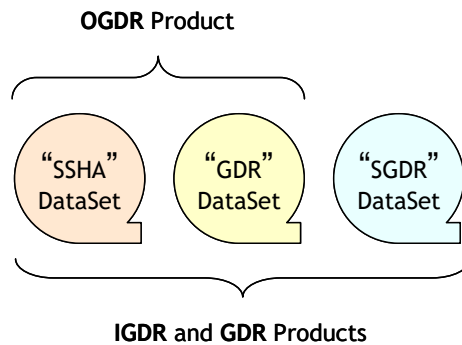 OGDR Product
“SSHA”
DataSet
“GDR”
DataSet
“SGDR”
DataSet
IGDR and GDR Products